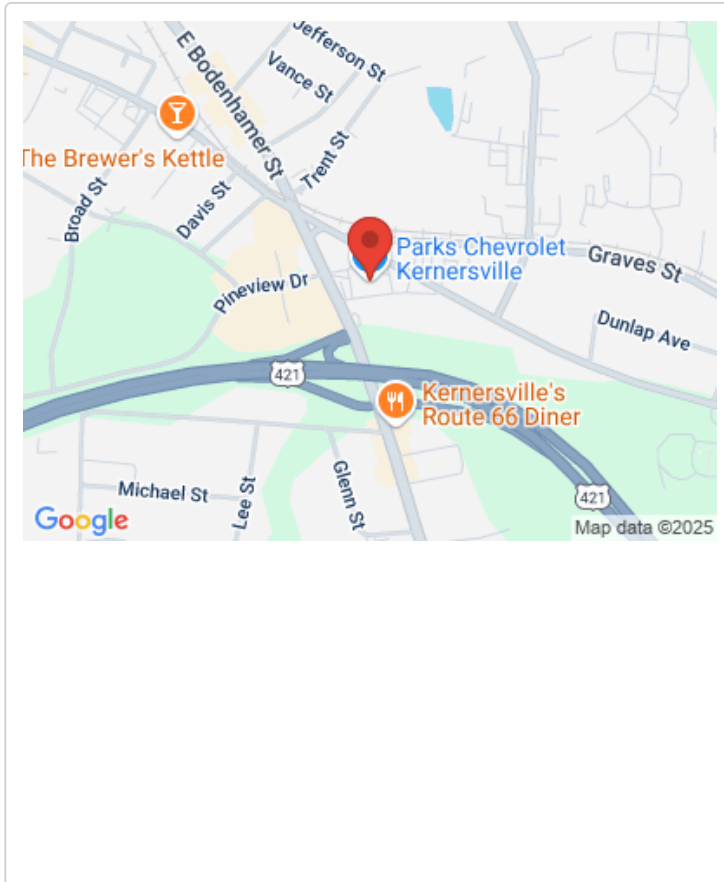 Jefferson St
E Bodenhamer St
Vance St
The Brewer's Kettle
Trent St
Broad St
Davis St
Parks Chevrolet
Kernersville
Graves St
Pineview Dr
Dunlap Ave
421
Kernersville's
Route 66 Diner
Michael St
Lee St
Glenn St
421
Google
Map data ©2025